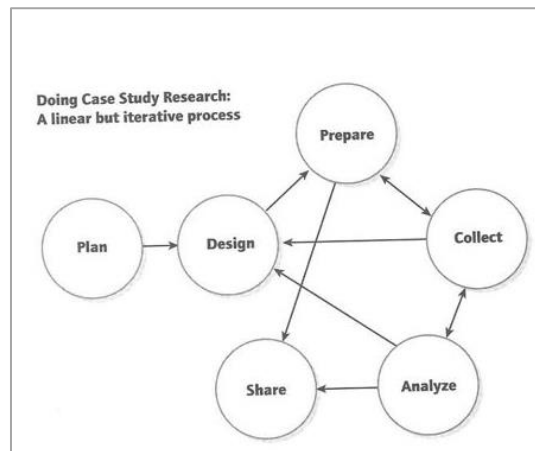 Doing Case Study Research:
A linear but iterative process
Prepare
Plan
Design
Collect
Share
Analyze